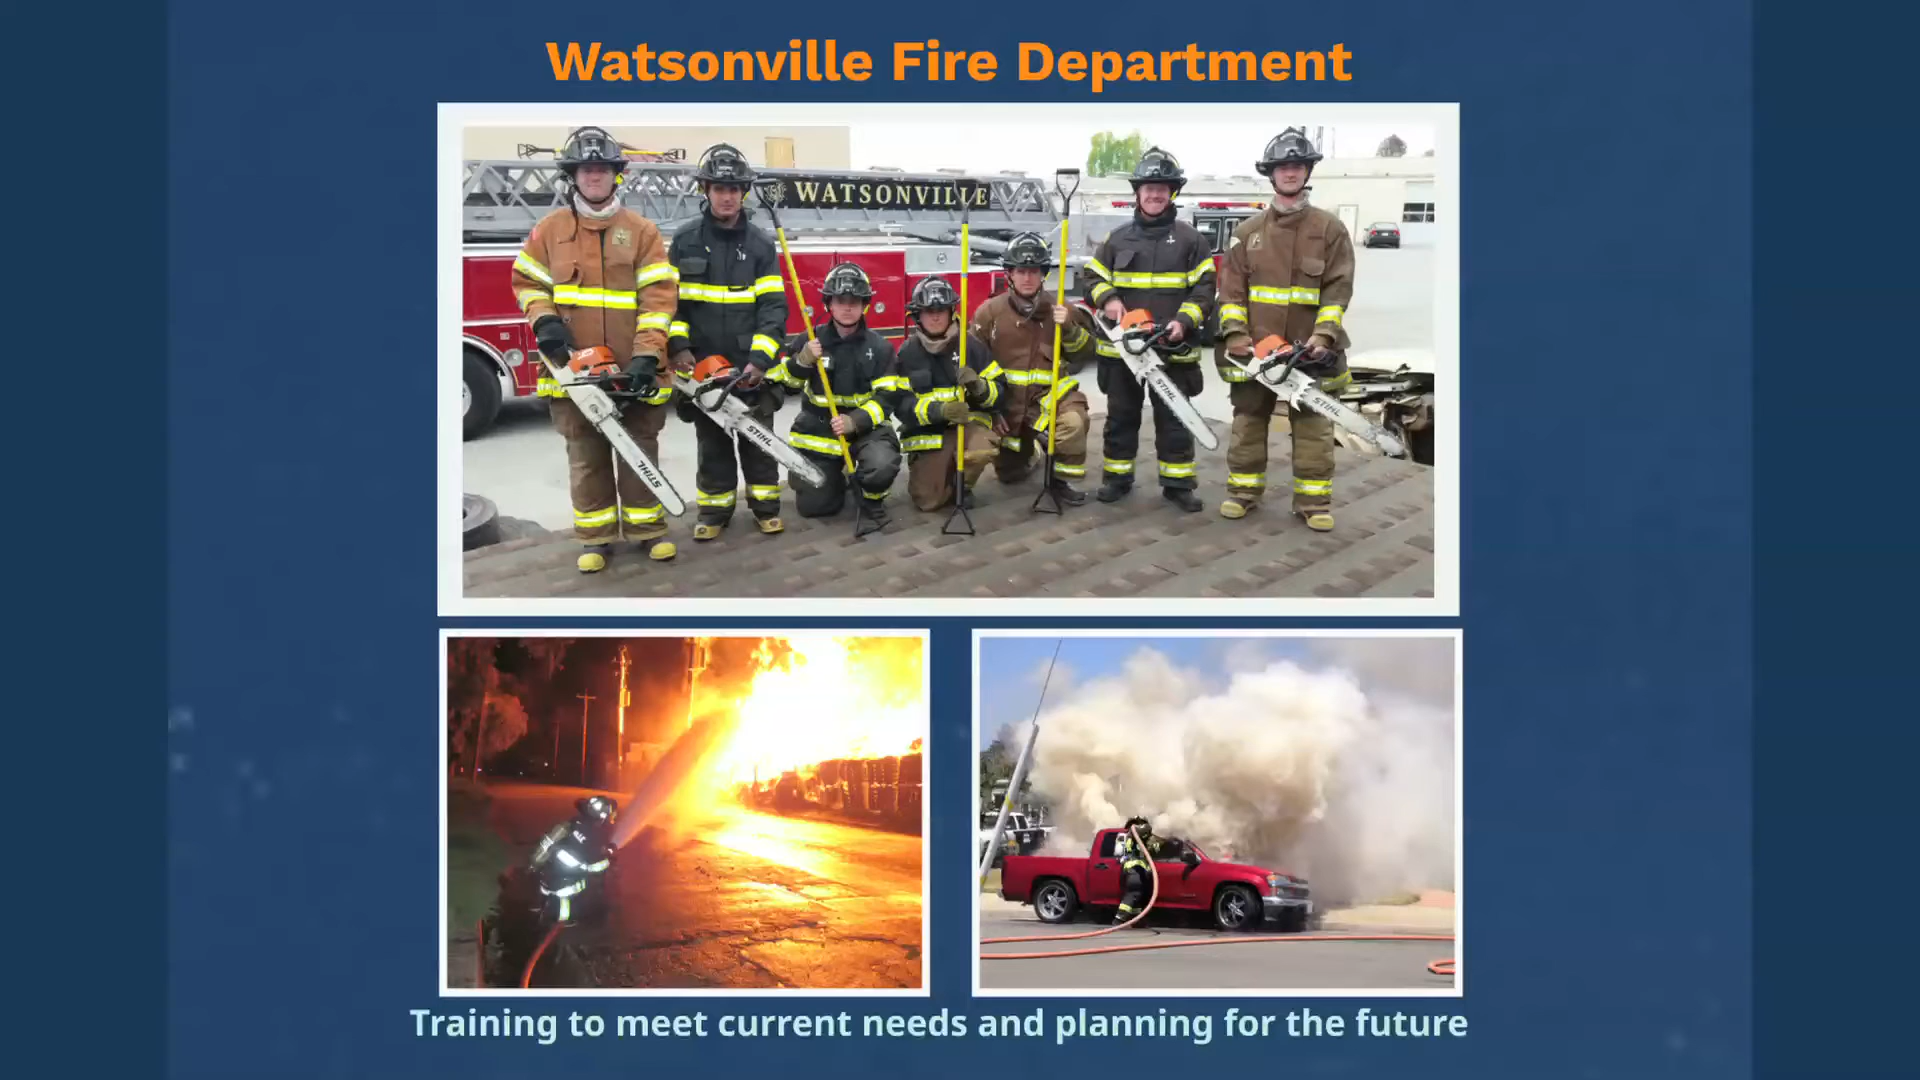 Watsonville Fire Department
WATSONVILLE
STIHL
STIHL
STIHL
STIHL
Training to meet current needs and planning for the future